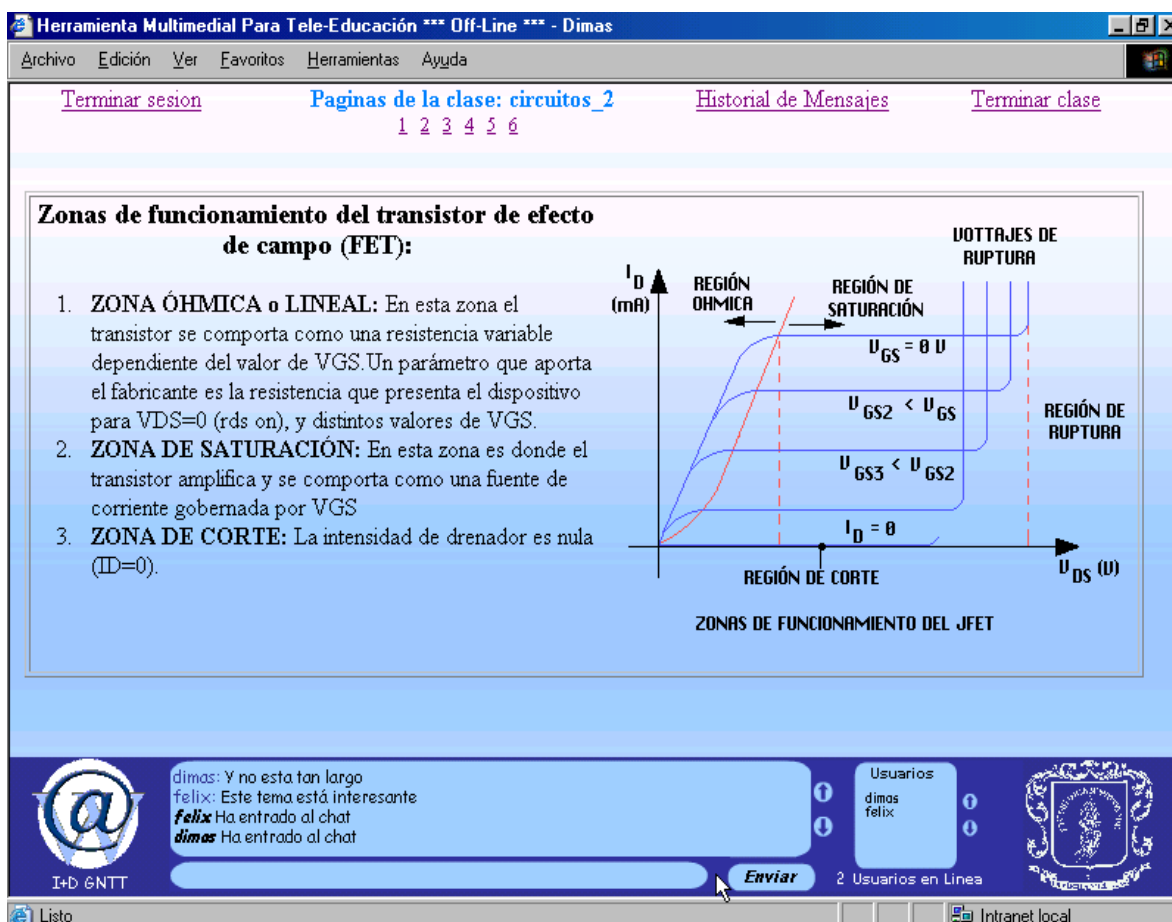 Herramienta Multimedial Para Tele-Educación *** Off-Line *** - Dimas
Archivo Edición Ver Favoritos Herramientas Ayuda
Terminar sesion Paginas de la clase: circuitos_2 Historial de Mensajes Terminar clase
1 2 3 4 5 6
Zonas de funcionamiento del transistor de efecto
de campo (FET):
1. ZONA ÓHMICA o LINEAL: En esta zona el
transistor se comporta como una resistencia variable
dependiente del valor de VGS.Un parámetro que aporta
el fabricante es la resistencia que presenta el dispositivo
para VDS=0 (rds on), y distintos valores de VGS.
2. ZONA DE SATURACIÓN: En esta zona es donde el
transistor amplifica y se comporta como una fuente de
corriente gobernada por VGS
3. ZONA DE CORTE: La intensidad de drenador es nula
(ID=0).
VOTTAJES DE
RUPTURA
ID
(mA)
REGIÓN
OHMICA
REGIÓN DE
SATURACIÓN
VGS = 0 V
VGS2 < VGS
REGIÓN DE
RUPTURA
VGS3 < VGS2
ID = 0
VDS (V)
REGIÓN DE CORTE
ZONAS DE FUNCIONAMIENTO DEL JFET
dimas: Y no esta tan largo
felix: Este tema está interesante
felix Ha entrado al chat
dimas Ha entrado al chat
Usuarios
dimas
felix
I+D GNTT
Enviar
2 Usuarios en Linea
Listo
Intranet local